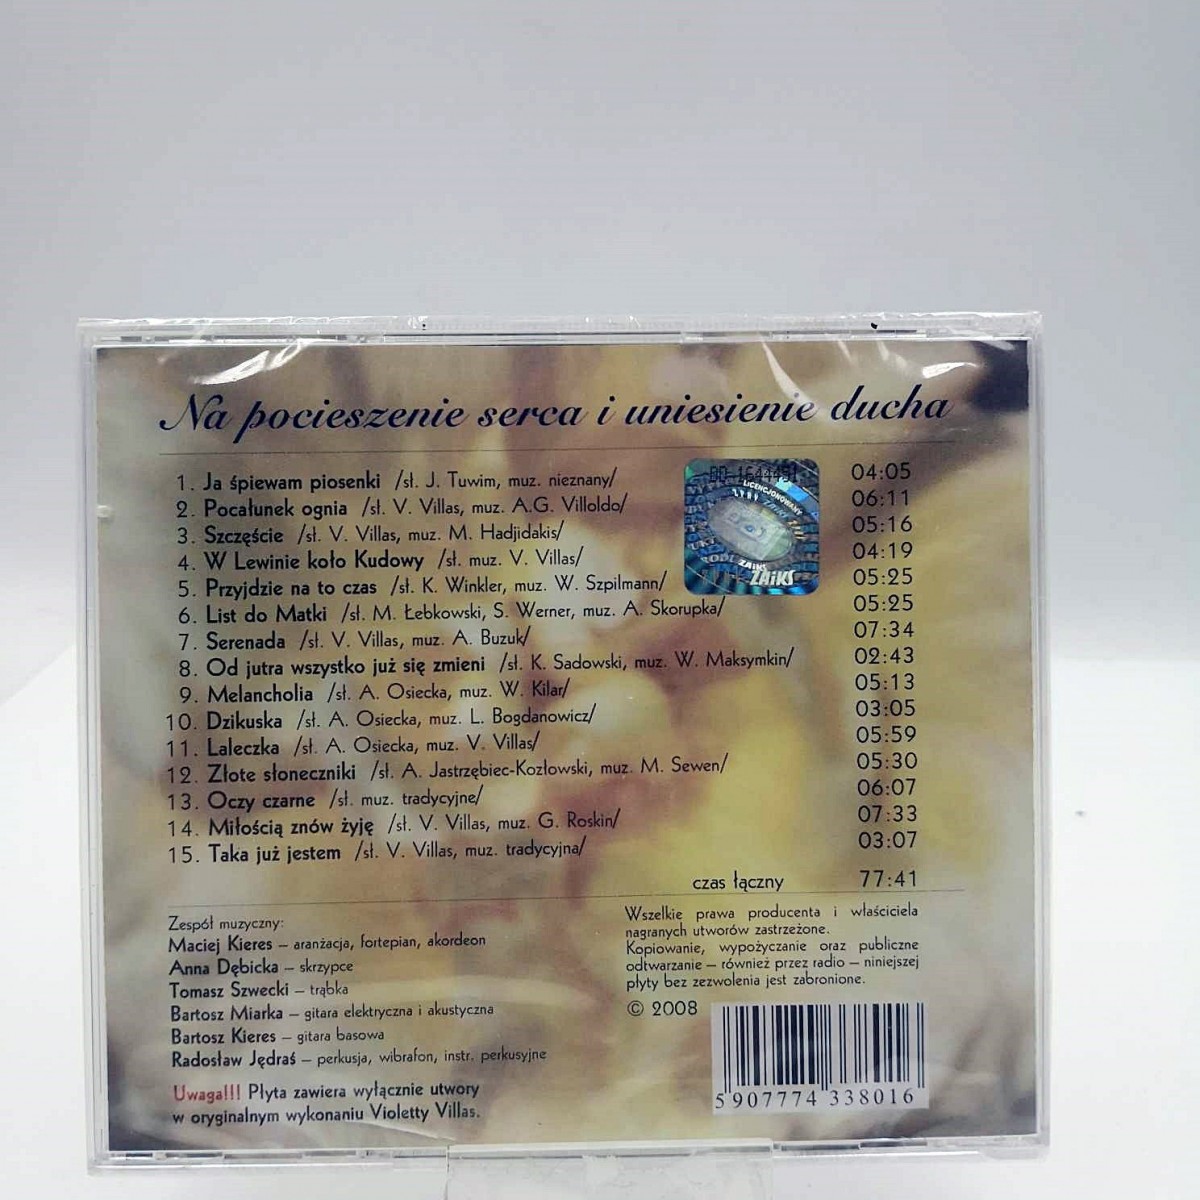 Na pocieszenie serca i uniesienie ducha
1. Ja śpiewam piosenki /sł. J. Tuwim, muz. nieznany/ 04:05
2. Pocałunek ognia /sł. V. Villas, muz. A.G. Villoldo/ 06:11
3. Szczęście /sł. V. Villas, muz. M. Hadjidakis/ 05:16
4. W Lewinie koło Kudowy /sł. muz. V. Villas/ 04:19
5. Przyjdzie na to czas /sł. K. Winkler, muz. W. Szpilmann/ 05:25
6. List do Matki /sł. M. Łebkowski, S. Werner, muz. A. Skorupka/ 05:25
7. Serenada /sł. V. Villas, muz. A. Buzuk/ 07:34
8. Od jutra wszystko już się zmieni /sł. K. Sadowski, muz. W. Maksymkin/ 02:43
9. Melancholia /sł. A. Osiecka, muz. W. Kilar/ 05:13
10. Dzikuska /sł. A. Osiecka, muz. L. Bogdanowicz/ 03:05
11. Laleczka /sł. A. Osiecka, muz. V. Villas/ 05:59
12. Złote słoneczniki /sł. A. Jastrzębiec-Kozłowski, muz. M. Sewen/ 05:30
13. Oczy czarne /sł. muz. tradycyjne/ 06:07
14. Miłością znów żyję /sł. V. Villas, muz. G. Roskin/ 07:33
15. Taka już jestem /sł. V. Villas, muz. tradycyjna/ 03:07
czas łączny 77:41
LICENCJONOWANY
ZAiKS
ZAiKS
Zespół muzyczny:
Maciej Kieres – aranżacja, fortepian, akordeon
Anna Dębicka – skrzypce
Tomasz Szwecki – trąbka
Bartosz Miarka – gitara elektryczna i akustyczna
Bartosz Kieres – gitara basowa
Radosław Jędraś – perkusja, wibrafon, instr. perkusyjne
Uwaga!!! Płyta zawiera wyłącznie utwory
w oryginalnym wykonaniu Violetty Villas.
Wszelkie prawa producenta i właściciela
nagranych utworów zastrzeżone.
Kopiowanie, wypożyczanie oraz publiczne
odtwarzanie – również przez radio – niniejszej
płyty bez zezwolenia jest zabronione.
© 2008
5 907774 338016